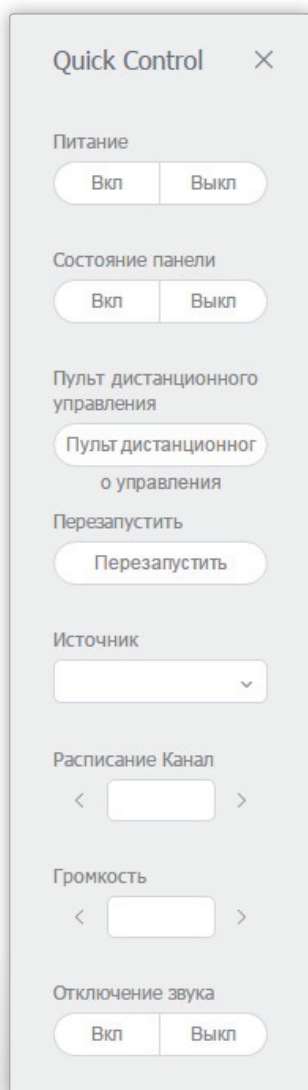 Quick Control
Питание
Вкл Выкл
Состояние панели
Вкл Выкл
Пульт дистанционного
управления
Пульт дистанционног
о управления
Перезапустить
Перезапустить
Источник
Расписание Канал
Громкость
Отключение звука
Вкл Выкл